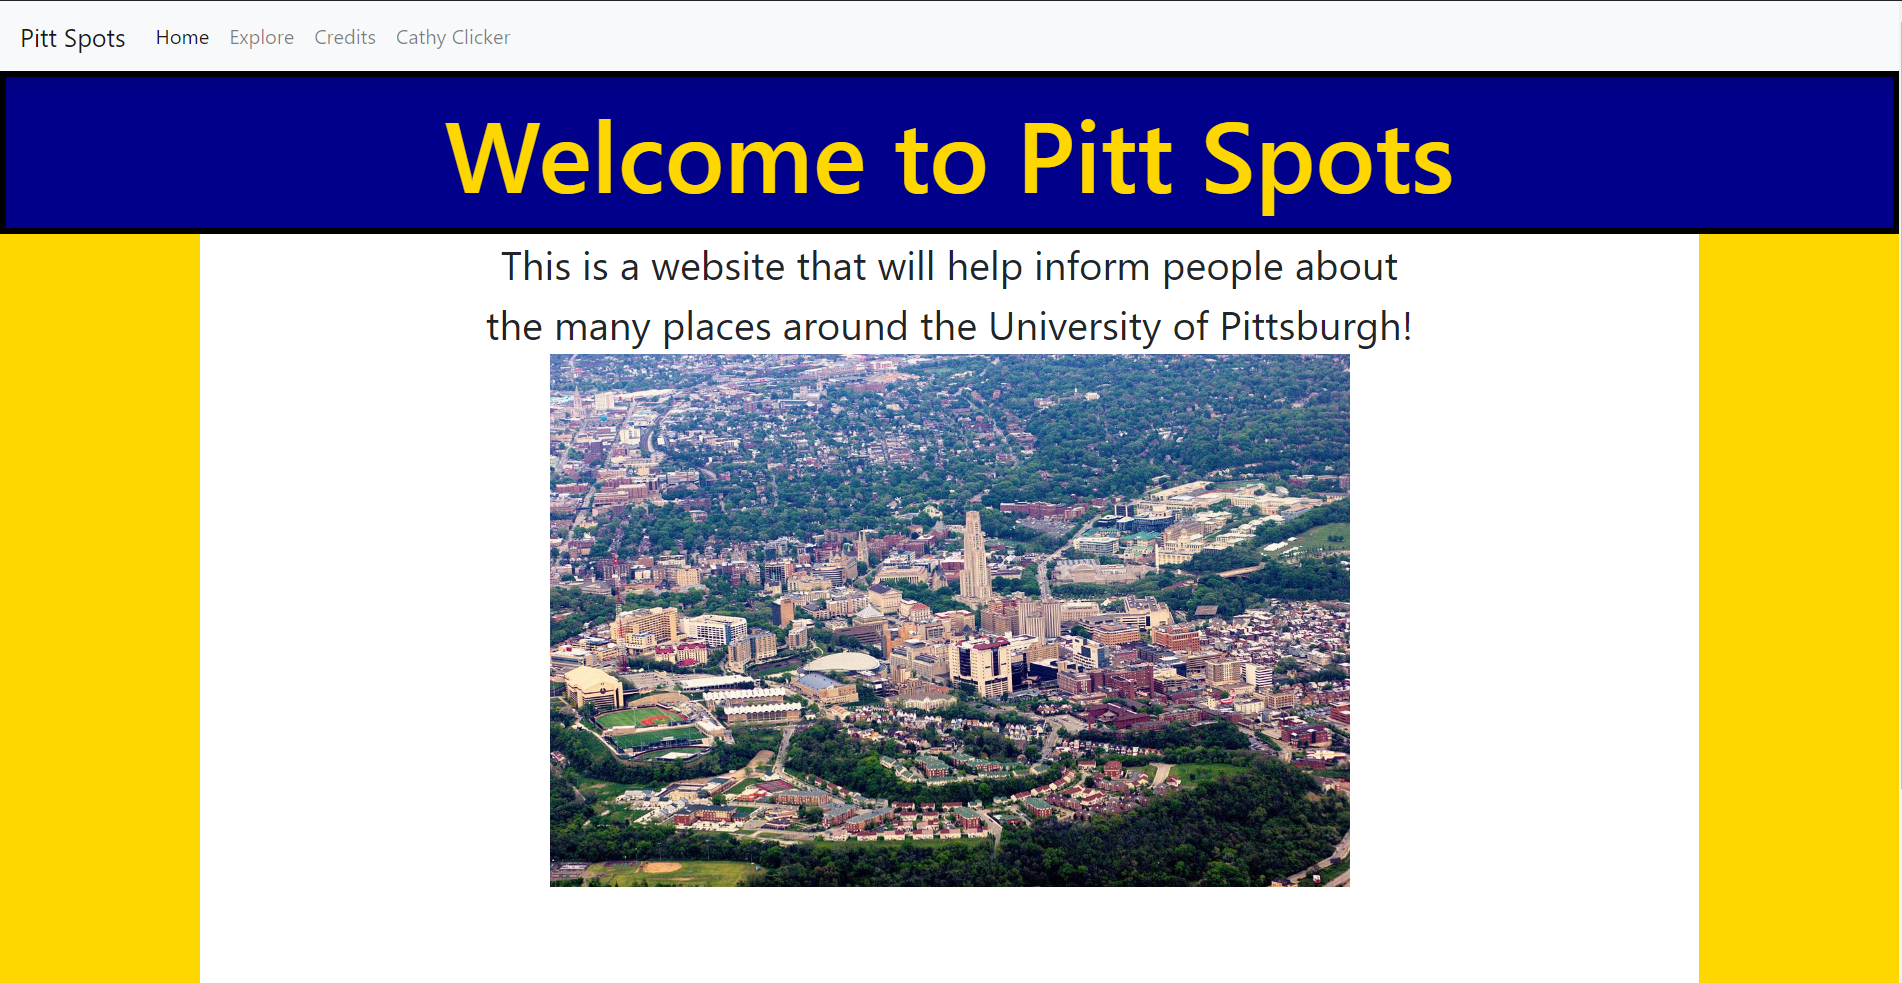 Pitt Spots Home Explore Credits Cathy Clicker
Welcome to Pitt Spots
This is a website that will help inform people about
the many places around the University of Pittsburgh!